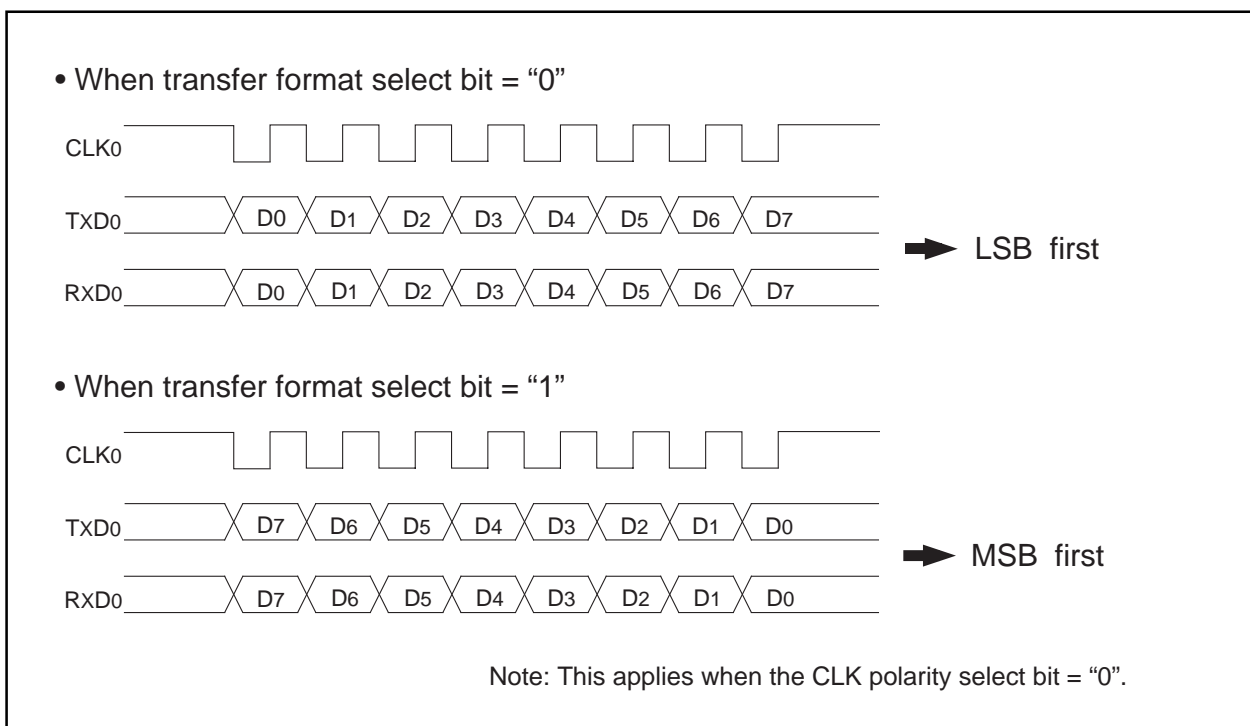 • When transfer format select bit = “0”
CLK0
TXD0 D0 D1 D2 D3 D4 D5 D6 D7
RXD0 D0 D1 D2 D3 D4 D5 D6 D7
LSB first
• When transfer format select bit = “1”
CLK0
TXD0 D7 D6 D5 D4 D3 D2 D1 D0
RXD0 D7 D6 D5 D4 D3 D2 D1 D0
MSB first
Note: This applies when the CLK polarity select bit = “0”.